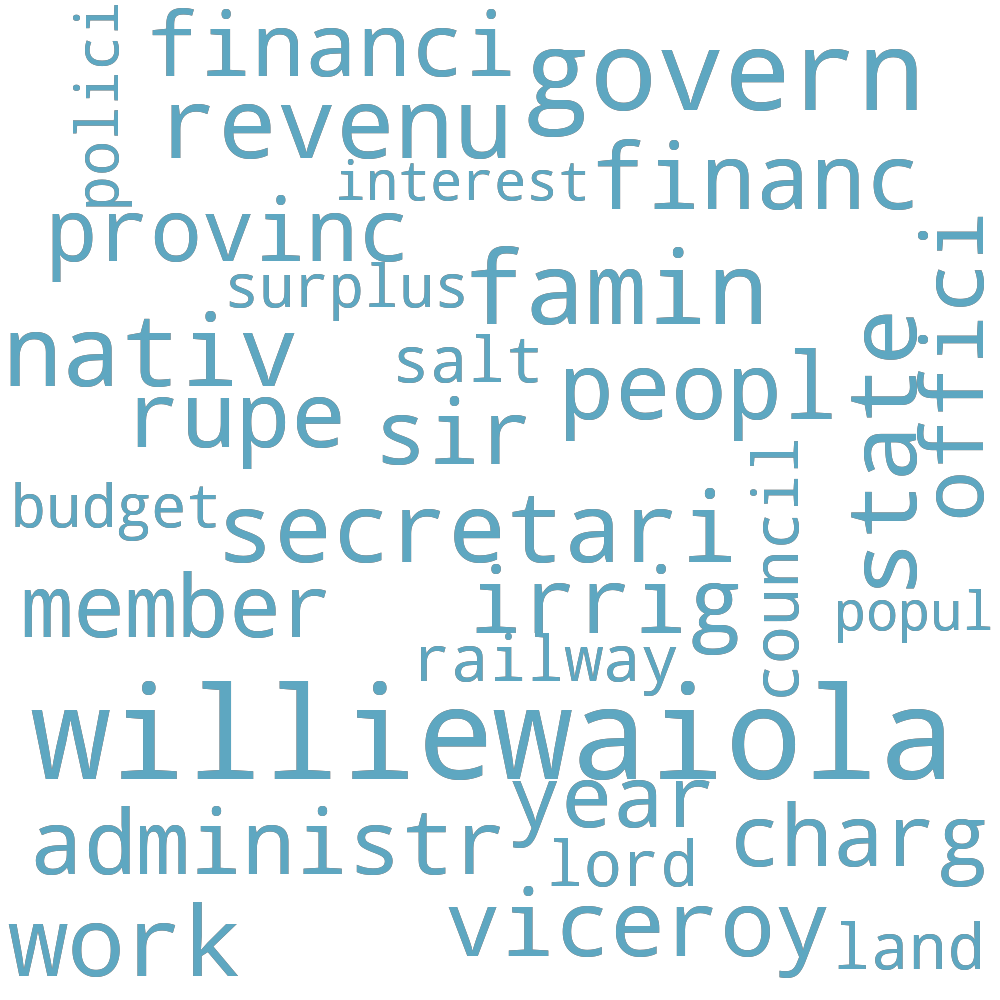 polici
financi
govern
revenu
interest
financ
provinc
surplus
famin
offici
nativ
salt
state
peopl
rupe
sir
council
budget
secretari
member
irrig
popul
railway
williewaiola
year
administr
charg
lord
work
viceroy
land